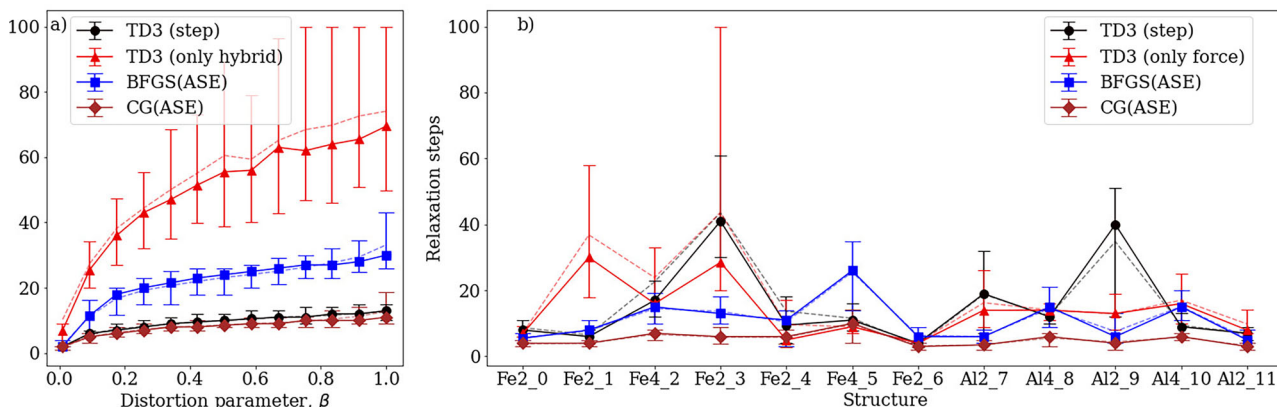 a)
TD3 (step)
TD3 (only hybrid)
BFGS(ASE)
CG(ASE)
100
80
60
40
20
0
0.0 0.2 0.4 0.6 0.8 1.0
Distortion parameter, β
b)
TD3 (step)
TD3 (only force)
BFGS(ASE)
CG(ASE)
Relaxation steps
100
80
60
40
20
0
Fe2_0 Fe2_1 Fe4_2 Fe2_3 Fe2_4 Fe4_5 Fe2_6 Al2_7 Al4_8 Al2_9 Al4_10 Al2_11
Structure